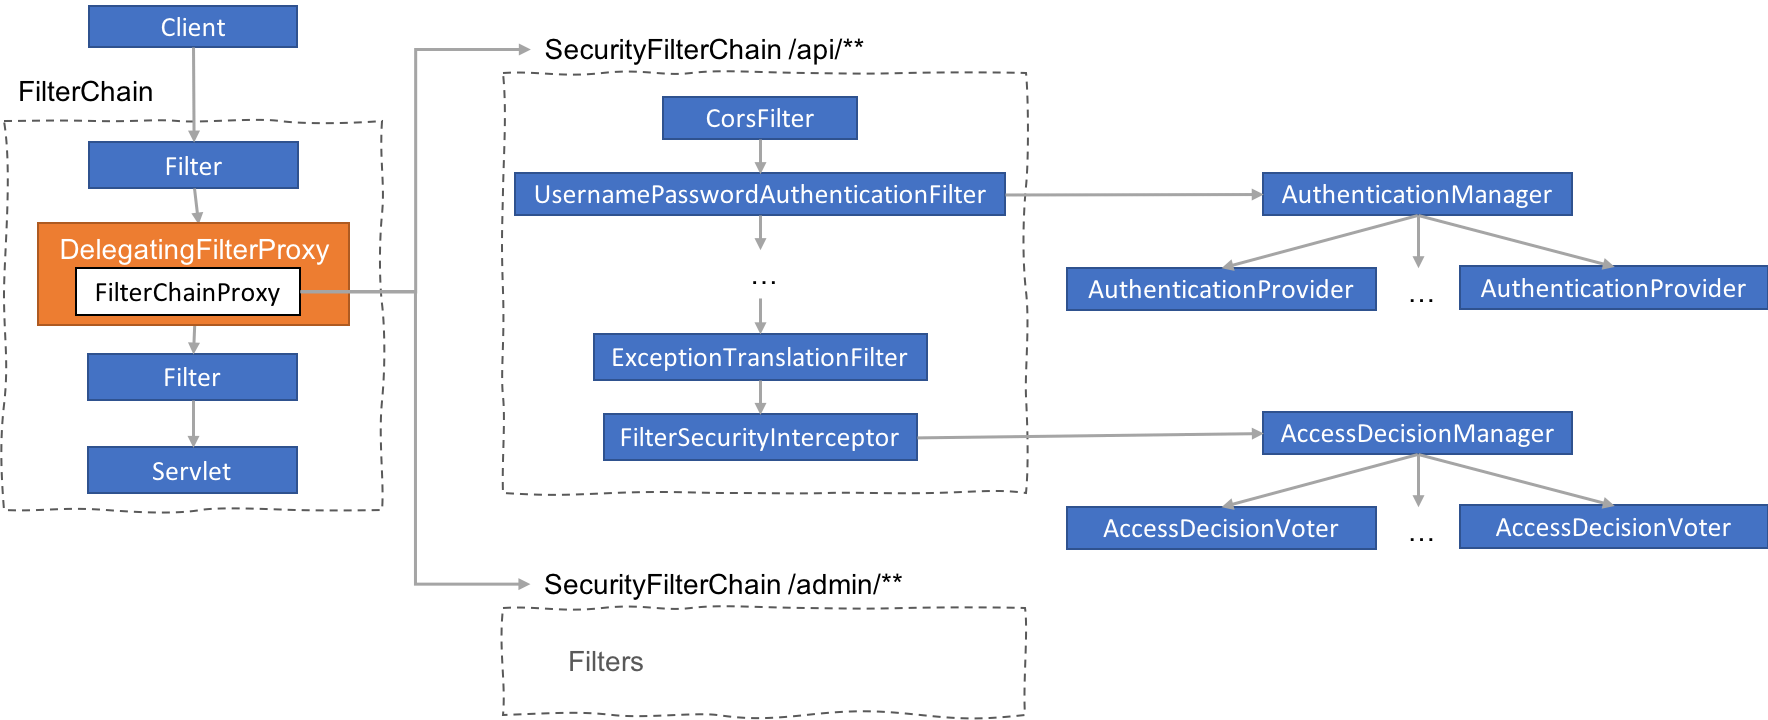 Client
FilterChain
Filter
DelegatingFilterProxy
FilterChainProxy
Filter
Servlet
SecurityFilterChain /api/**
CorsFilter
UsernamePasswordAuthenticationFilter
...
ExceptionTranslationFilter
FilterSecurityInterceptor
AuthenticationManager
AuthenticationProvider
...
AuthenticationProvider
AccessDecisionManager
AccessDecisionVoter
...
AccessDecisionVoter
SecurityFilterChain /admin/**
Filters